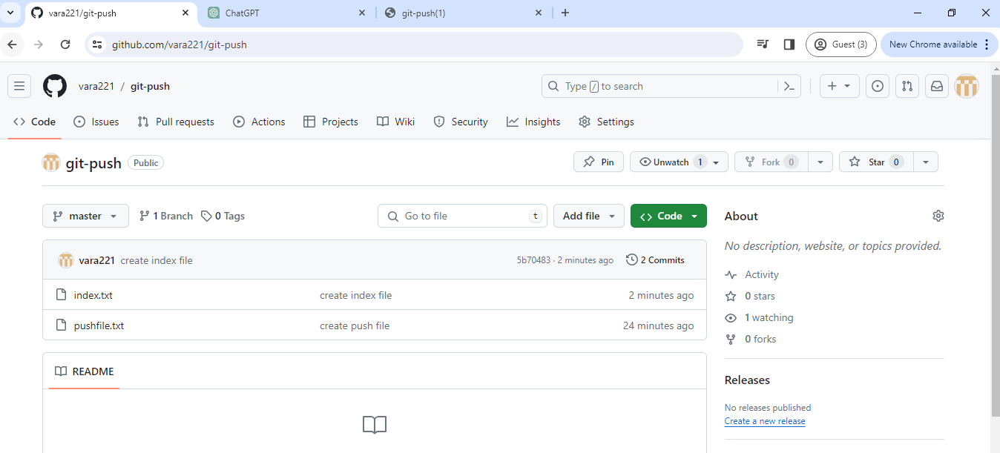 vara221/git-push
ChatGPT
git-push(1)
github.com/vara221/git-push
Guest (3)
New Chrome available
vara221 / git-push
Type / to search
Code
Issues
Pull requests
Actions
Projects
Wiki
Security
Insights
Settings
git-push
Public
Pin
Unwatch 1
Fork 0
Star 0
master
1 Branch
0 Tags
Go to file
t
Add file
Code
vara221 create index file
5b70483 · 2 minutes ago
2 Commits
index.txt
create index file
2 minutes ago
pushfile.txt
create push file
24 minutes ago
README
About
No description, website, or topics provided.
Activity
0 stars
1 watching
0 forks
Releases
No releases published
Create a new release